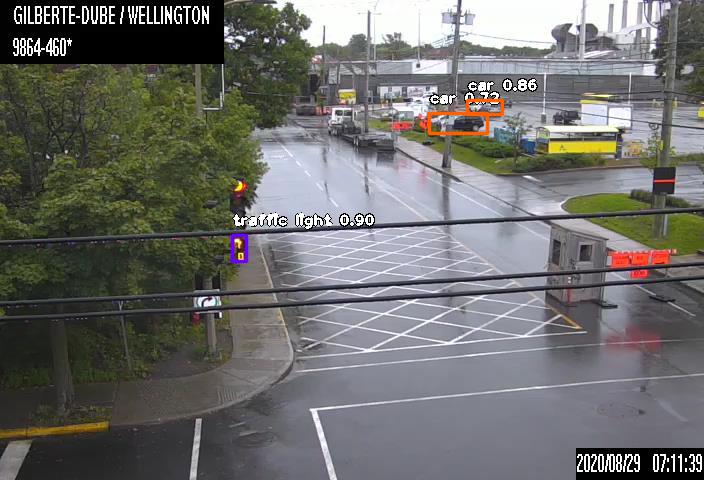 GILBERTE-DUBE / WELLINGTON
9864-460*
car 0.86
car 0.72
traffic light 0.90
2020/08/29 07:11:39